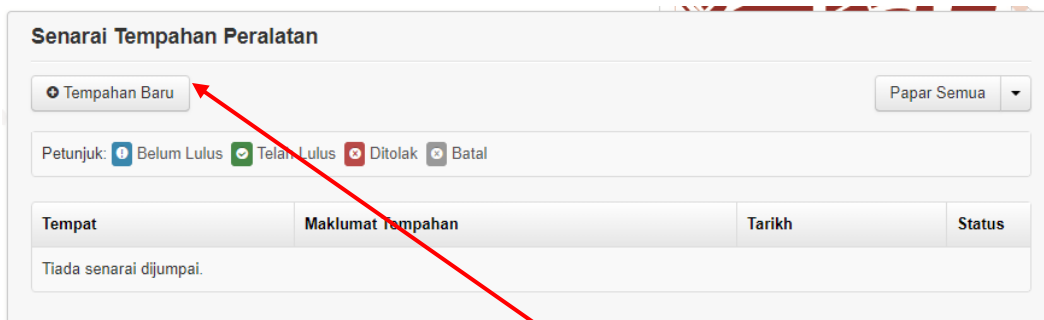 Senarai Tempahan Peralatan
Tempahan Baru Papar Semua
Petunjuk: Belum Lulus Telah Lulus Ditolak Batal
Tempat Maklumat Tempahan Tarikh Status
Tiada senarai dijumpai.